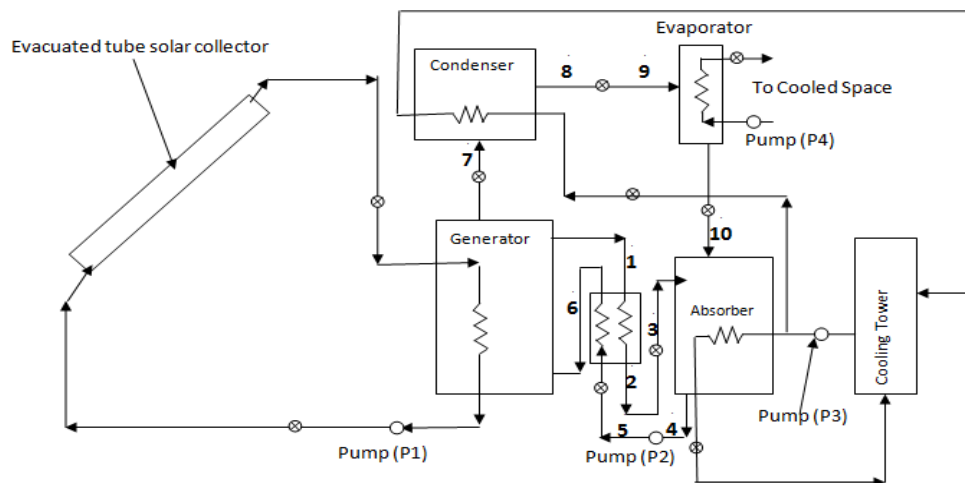 Evaporator
Evacuated tube solar collector
Condenser
8
9
To Cooled Space
Pump (P4)
7
10
Generator
1
6
3
Absorber
Cooling Tower
2
Pump (P3)
5
4
Pump (P1)
Pump (P2)